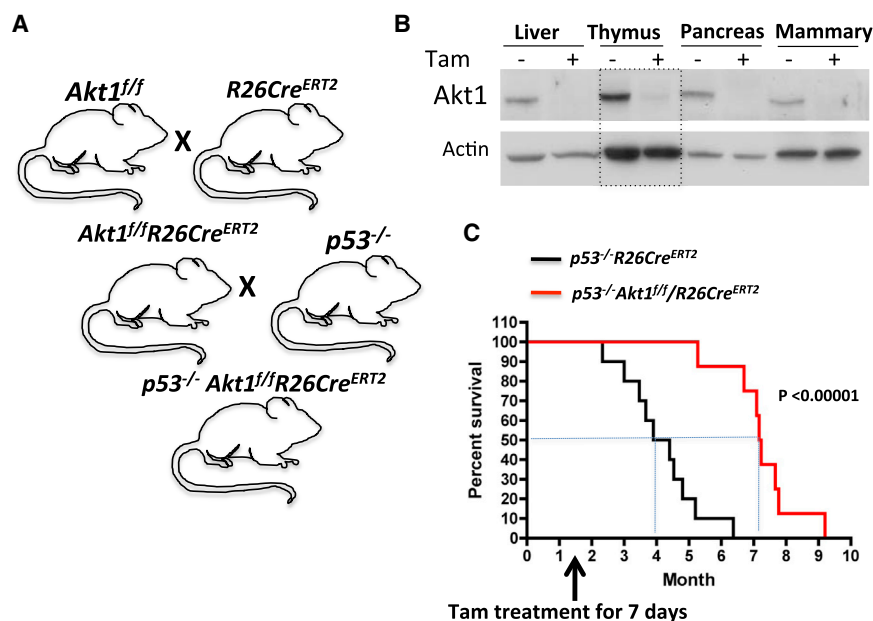 A
Akt1f/f R26CreERT2
X
Akt1f/fR26CreERT2 p53-/-
X
p53-/- Akt1f/fR26CreERT2
B
Liver Thymus Pancreas Mammary
Tam - + - + - + - +
Akt1
Actin
C
p53-/-R26CreERT2
p53-/-Akt1f/f/R26CreERT2
P <0.00001
Percent survival
110
100
90
80
70
60
50
40
30
20
10
0
0 1 2 3 4 5 6 7 8 9 10
Month
Tam treatment for 7 days